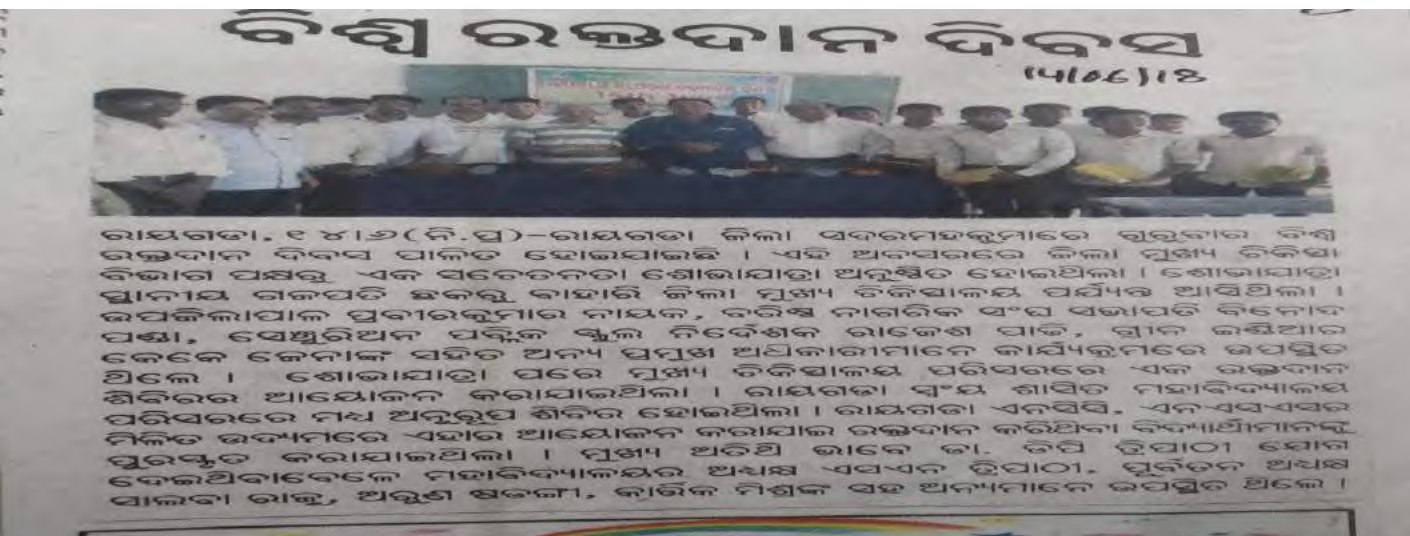 ବିଶ୍ୱ ରକ୍ତଦାନ ଦିବସ
14/06/18
WORLD BLOOD DONOR DAY
ରାୟଗଡା, ୧୪।୬(ନି.ପ୍ର)-ରାୟଗଡା ଜିଲା ସଦରମହକୁମାରେ ଗୁରୁବାର ବିଶ୍ୱ
ରକ୍ତଦାନ ଦିବସ ପାଳିତ ହୋଇଯାଇଛି । ଏହି ଅବସରରେ ଜିଲା ମୁଖ୍ୟ ଚିକିତ୍ସା
ବିଭାଗ ପକ୍ଷରୁ ଏକ ସଚେତନତା ଶୋଭାଯାତ୍ରା ଅନୁଷ୍ଠିତ ହୋଇଥିଲା । ଶୋଭାଯାତ୍ରା
ସ୍ଥାନୀୟ ଗଜପତି ଛକରୁ ବାହାରି ଜିଲା ମୁଖ୍ୟ ଚିକିତ୍ସାଳୟ ପର୍ଯ୍ୟନ୍ତ ଆସିଥିଲା ।
ଉପଜିଲାପାଳ ପ୍ରବୀରକୁମାର ନାୟକ, ବରିଷ୍ଠ ନାଗରିକ ସଂଘ ସଭାପତି ବିନୋଦ
ପଣ୍ଡା, ସେଞ୍ଚୁରିଅନ ପବ୍ଲିକ ସ୍କୁଲ ନିର୍ଦେଶକ ରାଜେଶ ପାଢି, ଗ୍ରୀନ ଇଣ୍ଡିଆର
କେକେ ଜେନାଙ୍କ ସହିତ ଅନ୍ୟ ପ୍ରମୁଖ ଅଧିକାରୀମାନେ କାର୍ଯ୍ୟକ୍ରମରେ ଉପସ୍ଥିତ
ଥିଲେ । ଶୋଭାଯାତ୍ରା ପରେ ମୁଖ୍ୟ ଚିକିତ୍ସାଳୟ ପରିସରରେ ଏକ ରକ୍ତଦାନ
ଶିବିରର ଆୟୋଜନ କରାଯାଇଥିଲା । ରାୟଗଡା ସ୍ୱଂୟ ଶାସିତ ମହାବିଦ୍ୟାଳୟ
ପରିସରରେ ମଧ୍ୟ ଅନୁରୂପ ଶିବିର ହୋଇଥିଲା । ରାୟଗଡା ଏନସିସି, ଏନଏସଏସର
ମିଳିତ ଉଦ୍ୟମରେ ଏହାର ଆୟୋଜନ କରାଯାଇ ରକ୍ତଦାନ କରିଥିବା ବିଦ୍ୟାର୍ଥୀମାନଙ୍କୁ
ପୁରସ୍କୃତ କରାଯାଇଥିଲା । ମୁଖ୍ୟ ଅତିଥି ଭାବେ ଡା. ଡିପି ତ୍ରିପାଠୀ ଯୋଗ
ଦେଇଥିବାବେଳେ ମହାବିଦ୍ୟାଳୟର ଅଧ୍ୟକ୍ଷ ଏସଏନ ତ୍ରିପାଠୀ, ପୂର୍ବତନ ଅଧ୍ୟକ୍ଷ
ସାଲବା ରାଜୁ, ଅରୁଣ ଷଡଙ୍ଗୀ, କାର୍ତ୍ତିକ ମିଶ୍ରଙ୍କ ସହ ଅନ୍ୟମାନେ ଉପସ୍ଥିତ ଥିଲେ ।